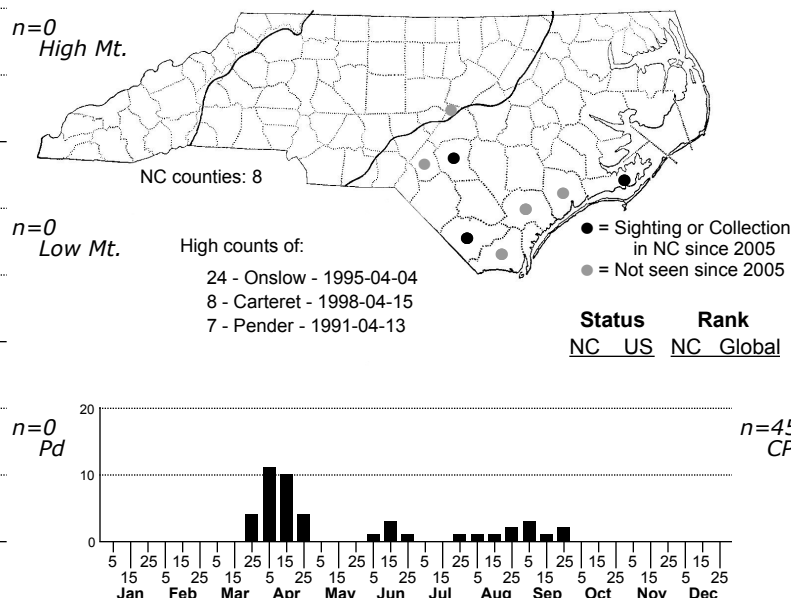 n=0
High Mt.
NC counties: 8
n=0
Low Mt.
High counts of:
24 - Onslow - 1995-04-04
8 - Carteret - 1998-04-15
7 - Pender - 1991-04-13
= Sighting or Collection
in NC since 2005
= Not seen since 2005
Status Rank
NC US NC Global
n=0
Pd
20
10
0
n=45
CP
5 25 15 5 25 15 5 25 15 5 25 15 5 25 15 5 25 15
15 5 25 15 5 25 15 5 25 15 5 25 15 5 25 15 5 25
Jan Feb Mar Apr May Jun Jul Aug Sep Oct Nov Dec